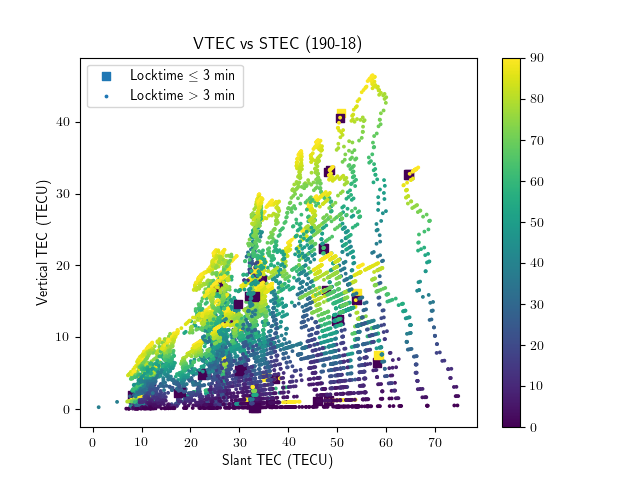 VTEC vs STEC (190-18)
Locktime ≤ 3 min
Locktime > 3 min
Vertical TEC (TECU)
40
30
20
10
0
0 10 20 30 40 50 60 70
Slant TEC (TECU)
90
80
70
60
50
40
30
20
10
0